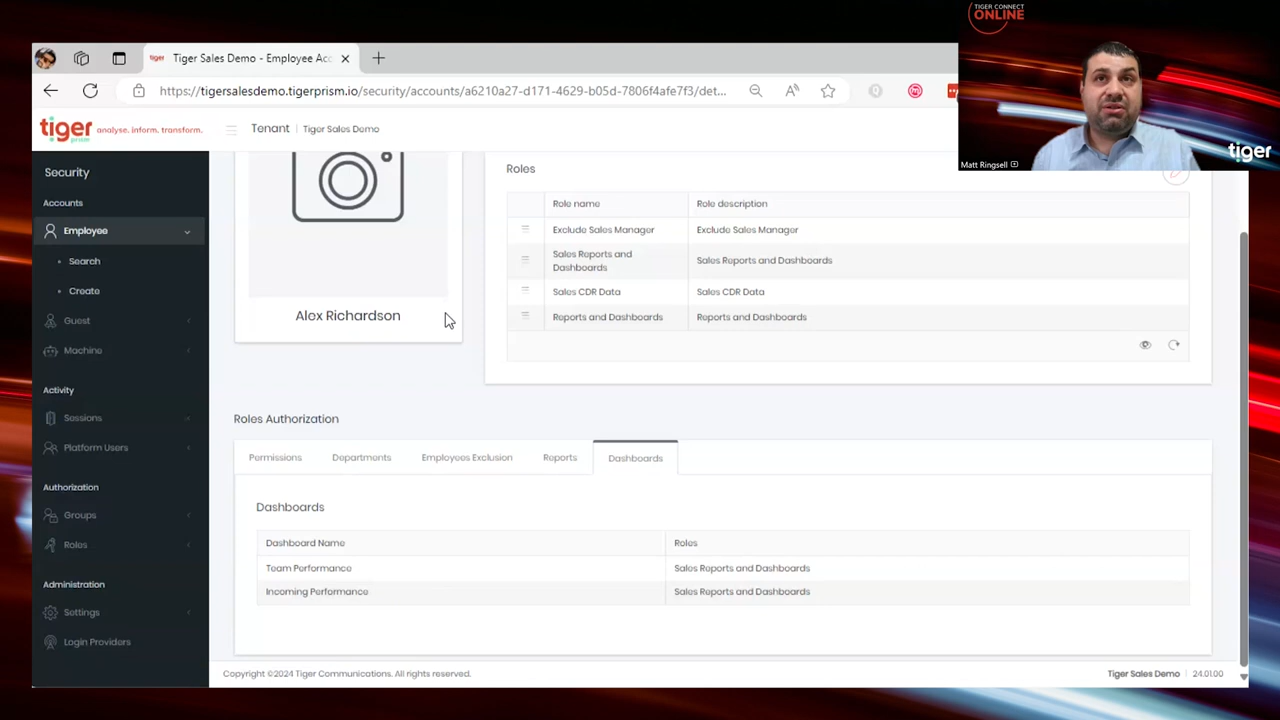 TIGER CONNECT
ONLINE
Tiger Sales Demo - Employee Acc
https://tigersalesdemo.tigerprism.io/security/accounts/a6210a27-d171-4629-b05d-7806f4afe7f3/det...
tiger prism analyse. inform. transform.
Tenant | Tiger Sales Demo
Matt Ringsell
tiger
Security
Accounts
Employee
Search
Create
Guest
Machine
Activity
Sessions
Platform Users
Authorization
Groups
Roles
Administration
Settings
Login Providers
Alex Richardson
Roles
Role name Role description
Exclude Sales Manager Exclude Sales Manager
Sales Reports and Dashboards Sales Reports and Dashboards
Sales CDR Data Sales CDR Data
Reports and Dashboards Reports and Dashboards
Roles Authorization
Permissions Departments Employees Exclusion Reports Dashboards
Dashboards
Dashboard Name Roles
Team Performance Sales Reports and Dashboards
Incoming Performance Sales Reports and Dashboards
Copyright ©2024 Tiger Communications. All rights reserved.
Tiger Sales Demo | 24.01.00